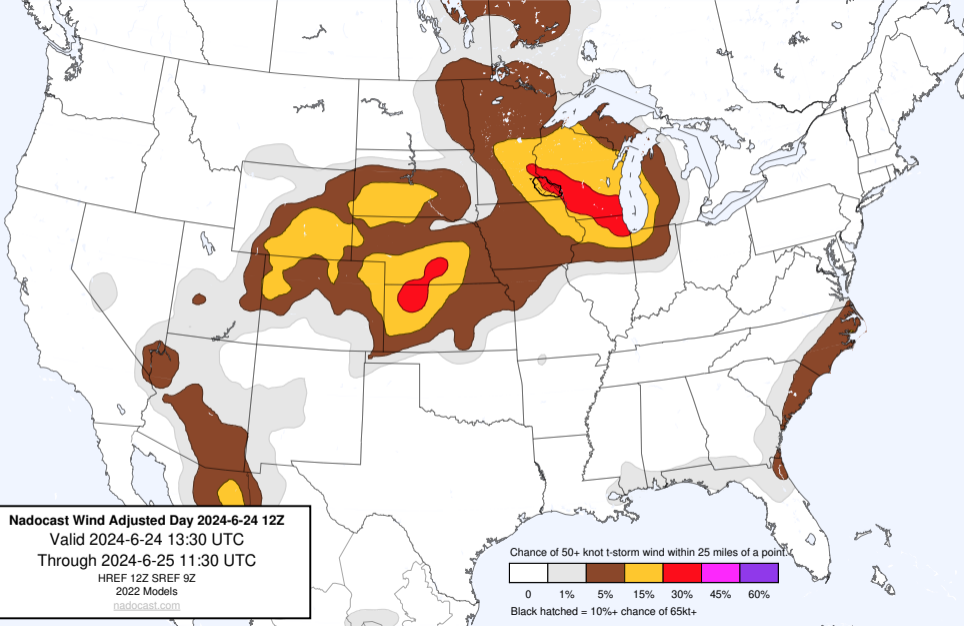 Nadocast Wind Adjusted Day 2024-6-24 12Z
Valid 2024-6-24 13:30 UTC
Through 2024-6-25 11:30 UTC
HREF 12Z SREF 9Z
2022 Models
nadocast.com
Chance of 50+ knot t-storm wind within 25 miles of a point.
0 1% 5% 15% 30% 45% 60%
Black hatched = 10%+ chance of 65kt+